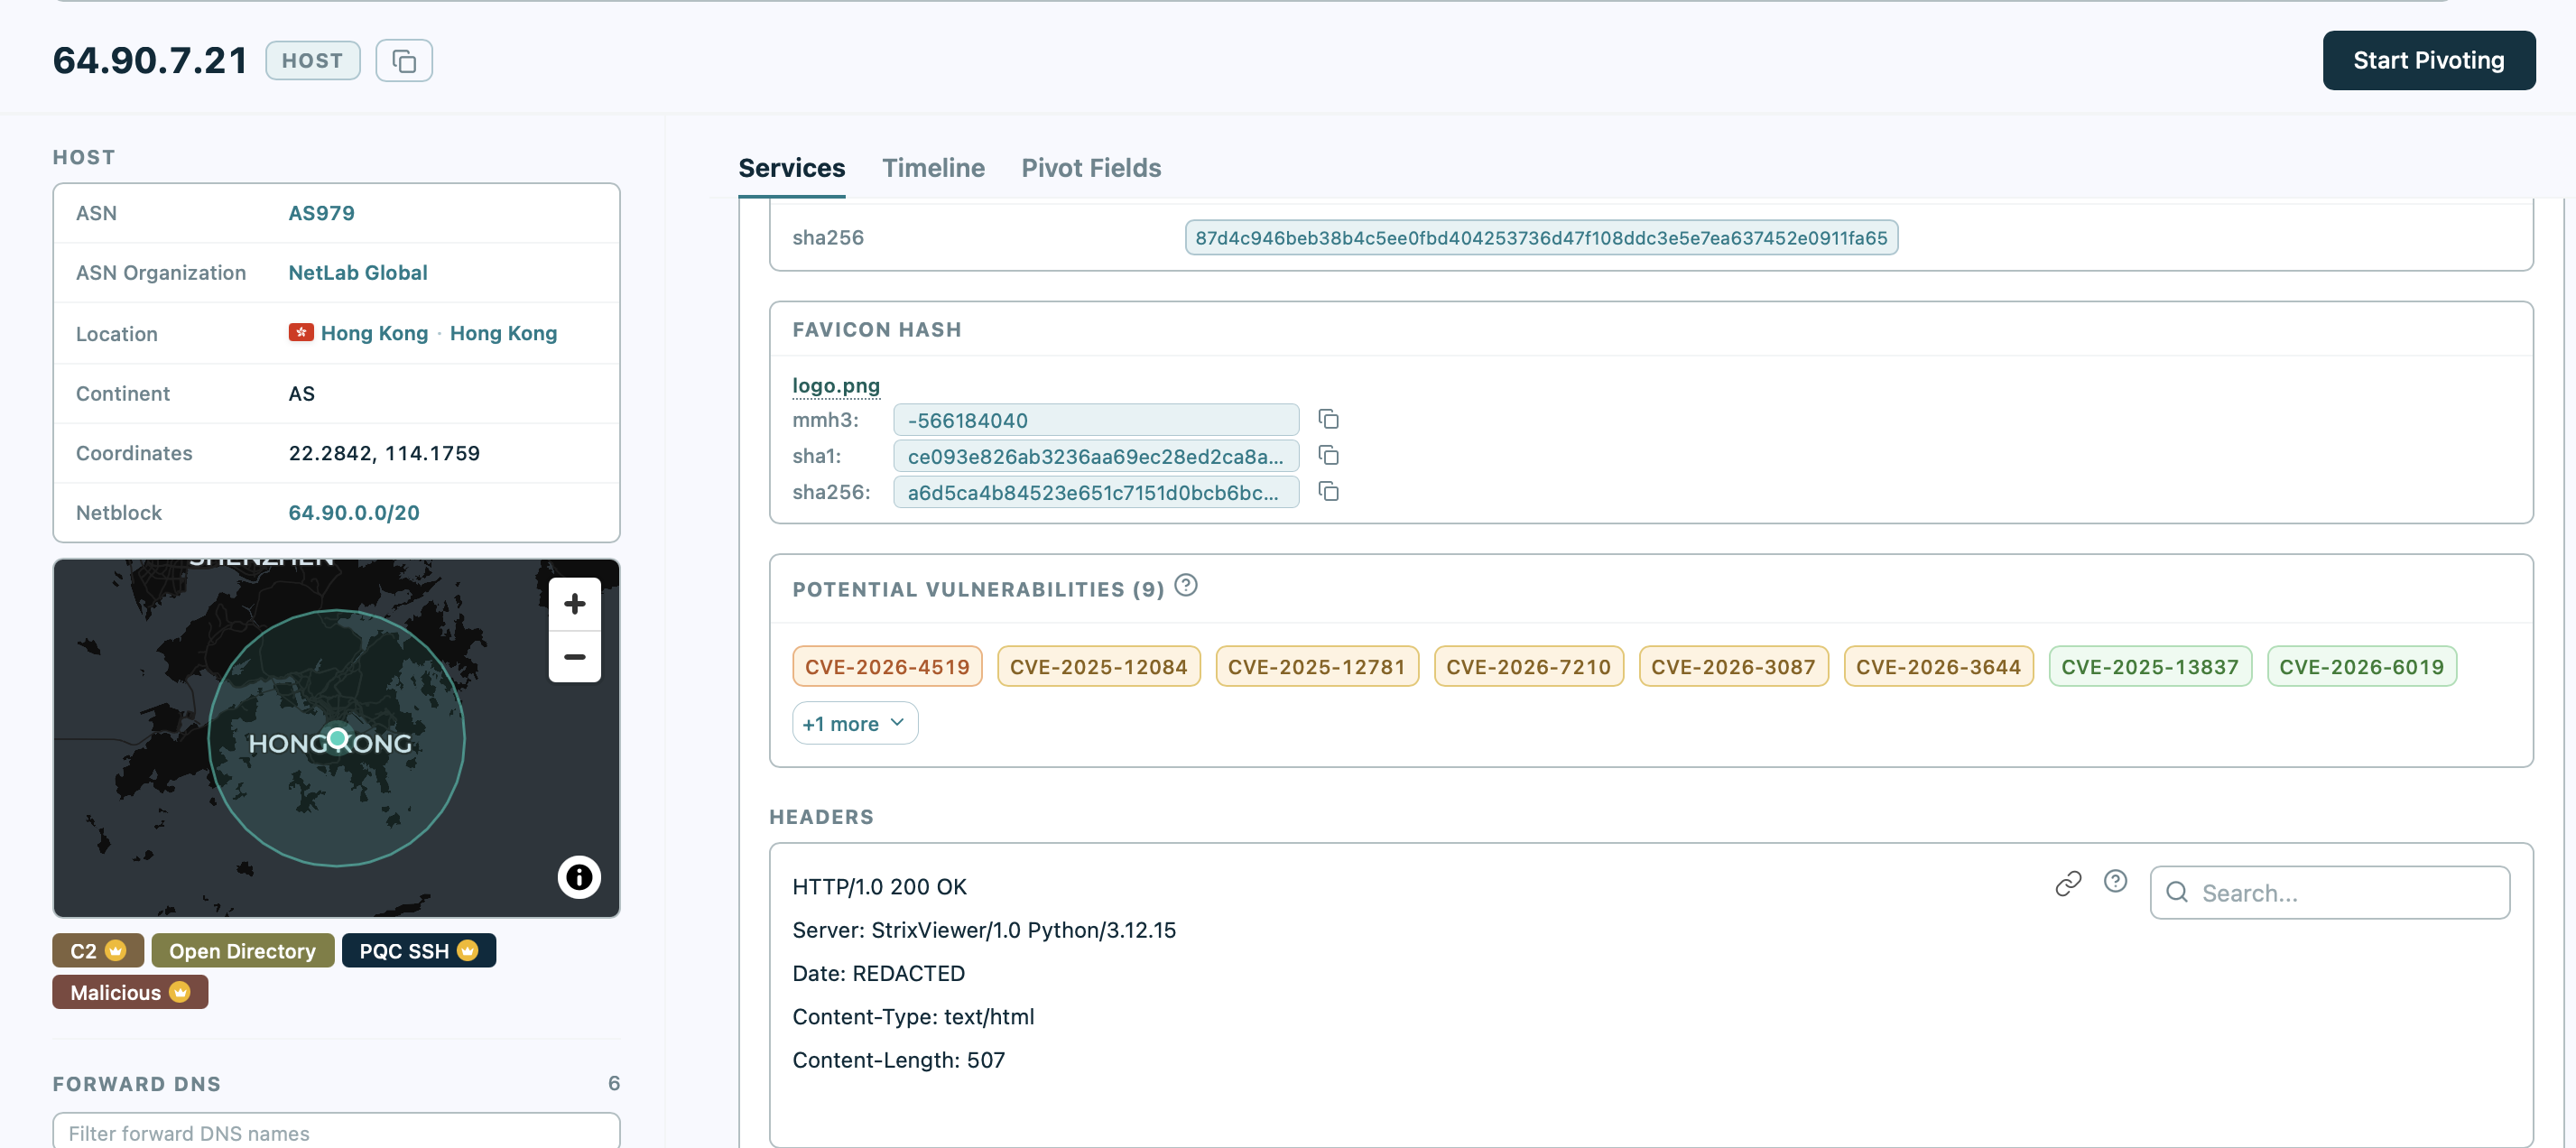 64.90.7.21 HOST
Start Pivoting
HOST
ASN AS979
ASN Organization NetLab Global
Location Hong Kong · Hong Kong
Continent AS
Coordinates 22.2842, 114.1759
Netblock 64.90.0.0/20
SHENZHEN
HONG KONG
C2 Open Directory PQC SSH
Malicious
FORWARD DNS 6
Filter forward DNS names
Services Timeline Pivot Fields
sha256 87d4c946beb38b4c5ee0fbd404253736d47f108ddc3e5e7ea637452e0911fa65
FAVICON HASH
logo.png
mmh3: -566184040
sha1: ce093e826ab3236aa69ec28ed2ca8a...
sha256: a6d5ca4b84523e651c7151d0bcb6bc...
POTENTIAL VULNERABILITIES (9)
CVE-2026-4519 CVE-2025-12084 CVE-2025-12781 CVE-2026-7210 CVE-2026-3087 CVE-2026-3644 CVE-2025-13837 CVE-2026-6019
+1 more
HEADERS
Search...
HTTP/1.0 200 OK
Server: StrixViewer/1.0 Python/3.12.15
Date: REDACTED
Content-Type: text/html
Content-Length: 507